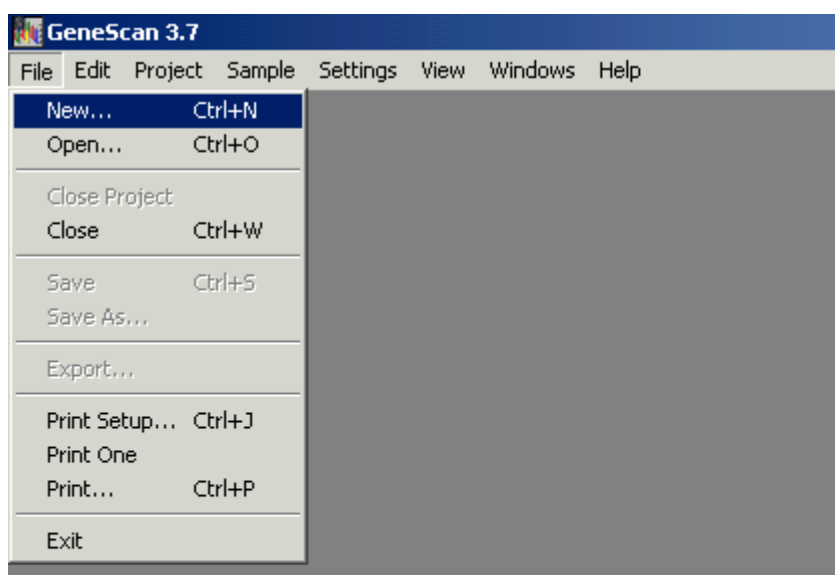 GeneScan 3.7
File Edit Project Sample Settings View Windows Help
New... Ctrl+N
Open... Ctrl+O
Close Project
Close Ctrl+W
Save Ctrl+S
Save As...
Export...
Print Setup... Ctrl+J
Print One
Print... Ctrl+P
Exit